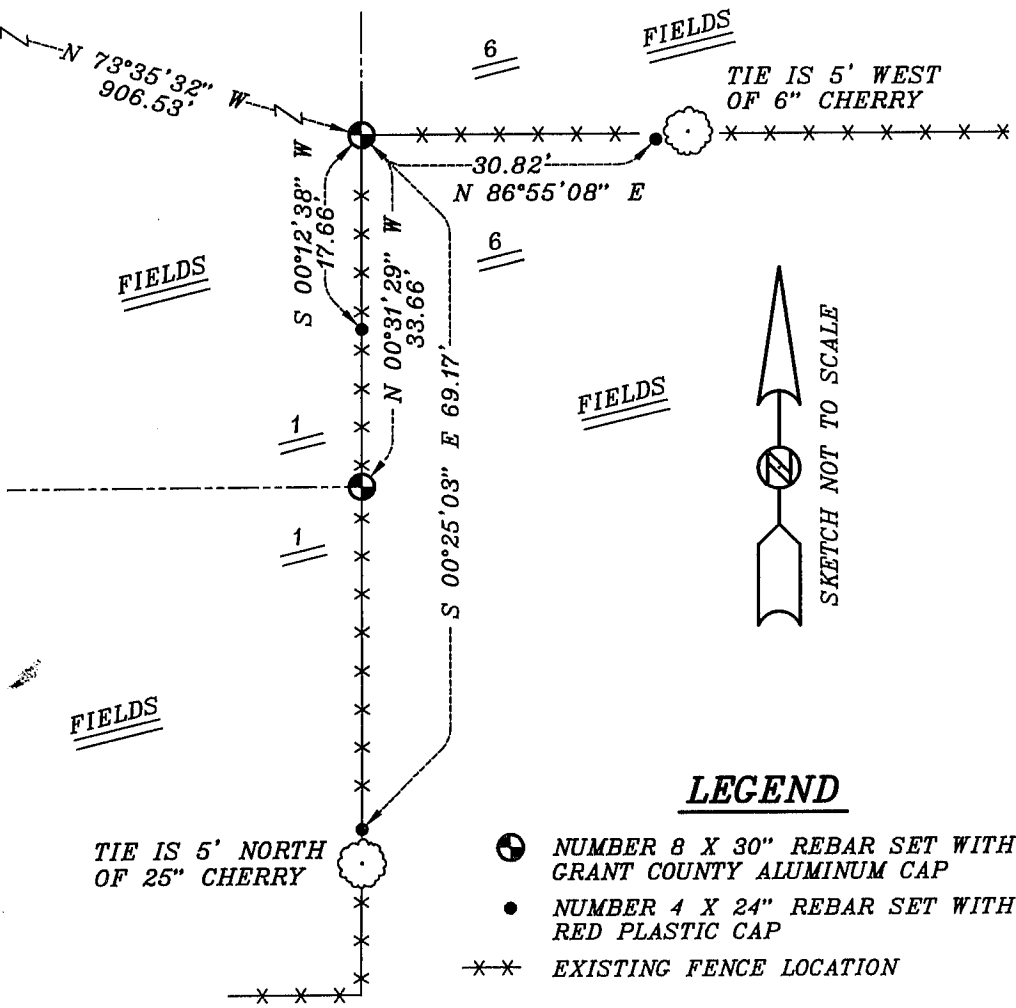 N 73°35'32" W
906.53'
6
FIELDS
TIE IS 5' WEST
OF 6" CHERRY
30.82'
N 86°55'08" E
6
S 00°12'38" W
17.66'
N 00°31'29" W
33.66'
S 00°25'03" E 69.17'
FIELDS
FIELDS
1
1
N
SKETCH NOT TO SCALE
FIELDS
TIE IS 5' NORTH
OF 25" CHERRY
LEGEND
NUMBER 8 X 30" REBAR SET WITH
GRANT COUNTY ALUMINUM CAP
NUMBER 4 X 24" REBAR SET WITH
RED PLASTIC CAP
EXISTING FENCE LOCATION